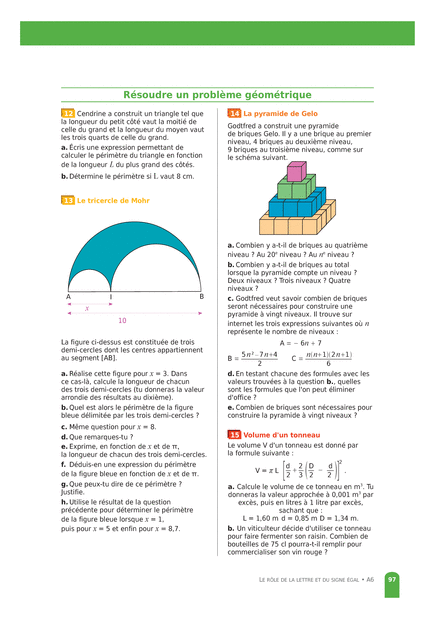 Résoudre un problème géométrique
12 Cendrine a construit un triangle tel que
la longueur du petit côté vaut la moitié de
celle du grand et la longueur du moyen vaut
les trois quarts de celle du grand.
a. Écris une expression permettant de
calculer le périmètre du triangle en fonction
de la longueur L du plus grand des côtés.
b. Détermine le périmètre si L vaut 8 cm.
13 Le tricercle de Mohr
A I B
x
10
La figure ci-dessus est constituée de trois
demi-cercles dont les centres appartiennent
au segment [AB].
a. Réalise cette figure pour x = 3. Dans
ce cas-là, calcule la longueur de chacun
des trois demi-cercles (tu donneras la valeur
arrondie des résultats au dixième).
b. Quel est alors le périmètre de la figure
bleue délimitée par les trois demi-cercles ?
c. Même question pour x = 8.
d. Que remarques-tu ?
e. Exprime, en fonction de x et de π,
la longueur de chacun des trois demi-cercles.
f. Déduis-en une expression du périmètre
de la figure bleue en fonction de x et de π.
g. Que peux-tu dire de ce périmètre ?
Justifie.
h. Utilise le résultat de la question
précédente pour déterminer le périmètre
de la figure bleue lorsque x = 1,
puis pour x = 5 et enfin pour x = 8,7.
14 La pyramide de Gelo
Godtfred a construit une pyramide
de briques Gelo. Il y a une brique au premier
niveau, 4 briques au deuxième niveau,
9 briques au troisième niveau, comme sur
le schéma suivant.
a. Combien y a-t-il de briques au quatrième
niveau ? Au 20e niveau ? Au ne niveau ?
b. Combien y a-t-il de briques au total
lorsque la pyramide compte un niveau ?
Deux niveaux ? Trois niveaux ? Quatre
niveaux ?
c. Godtfred veut savoir combien de briques
seront nécessaires pour construire une
pyramide à vingt niveaux. Il trouve sur
internet les trois expressions suivantes où n
représente le nombre de niveaux :
A = − 6n + 7
B = (5n² − 7n + 4)/2 C = n(n+1)(2n+1)/6
d. En testant chacune des formules avec les
valeurs trouvées à la question b., quelles
sont les formules que l'on peut éliminer
d'office ?
e. Combien de briques sont nécessaires pour
construire la pyramide à vingt niveaux ?
15 Volume d'un tonneau
Le volume V d'un tonneau est donné par
la formule suivante :
V = π L [d/2 + 2/3 (D/2 − d/2)]².
a. Calcule le volume de ce tonneau en m³. Tu
donneras la valeur approchée à 0,001 m³ par
excès, puis en litres à 1 litre par excès,
sachant que :
L = 1,60 m d = 0,85 m D = 1,34 m.
b. Un viticulteur décide d'utiliser ce tonneau
pour faire fermenter son raisin. Combien de
bouteilles de 75 cl pourra-t-il remplir pour
commercialiser son vin rouge ?
LE RÔLE DE LA LETTRE ET DU SIGNE ÉGAL • A6 97